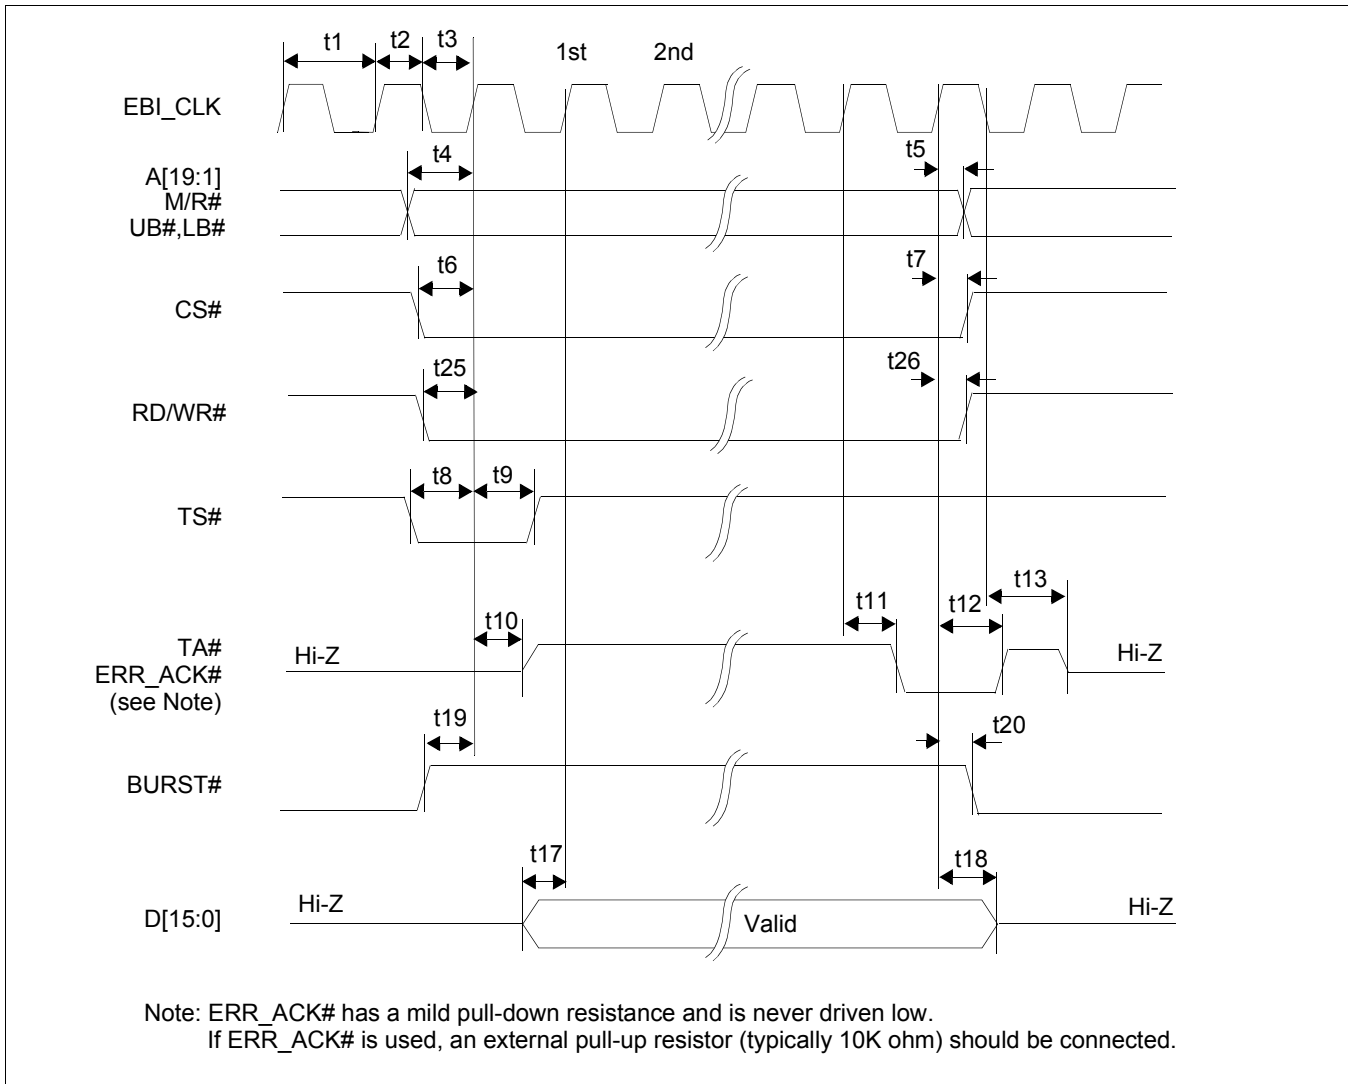 t1 t2 t3 1st 2nd
EBI_CLK
t4 t5
A[19:1]
M/R#
UB#,LB#
t6 t7
CS#
t25 t26
RD/WR#
t8 t9
TS#
t10 t11 t12 t13
TA#
ERR_ACK#
(see Note)
Hi-Z Hi-Z
t19 t20
BURST#
t17 t18
D[15:0] Hi-Z Valid Hi-Z
Note: ERR_ACK# has a mild pull-down resistance and is never driven low.
If ERR_ACK# is used, an external pull-up resistor (typically 10K ohm) should be connected.